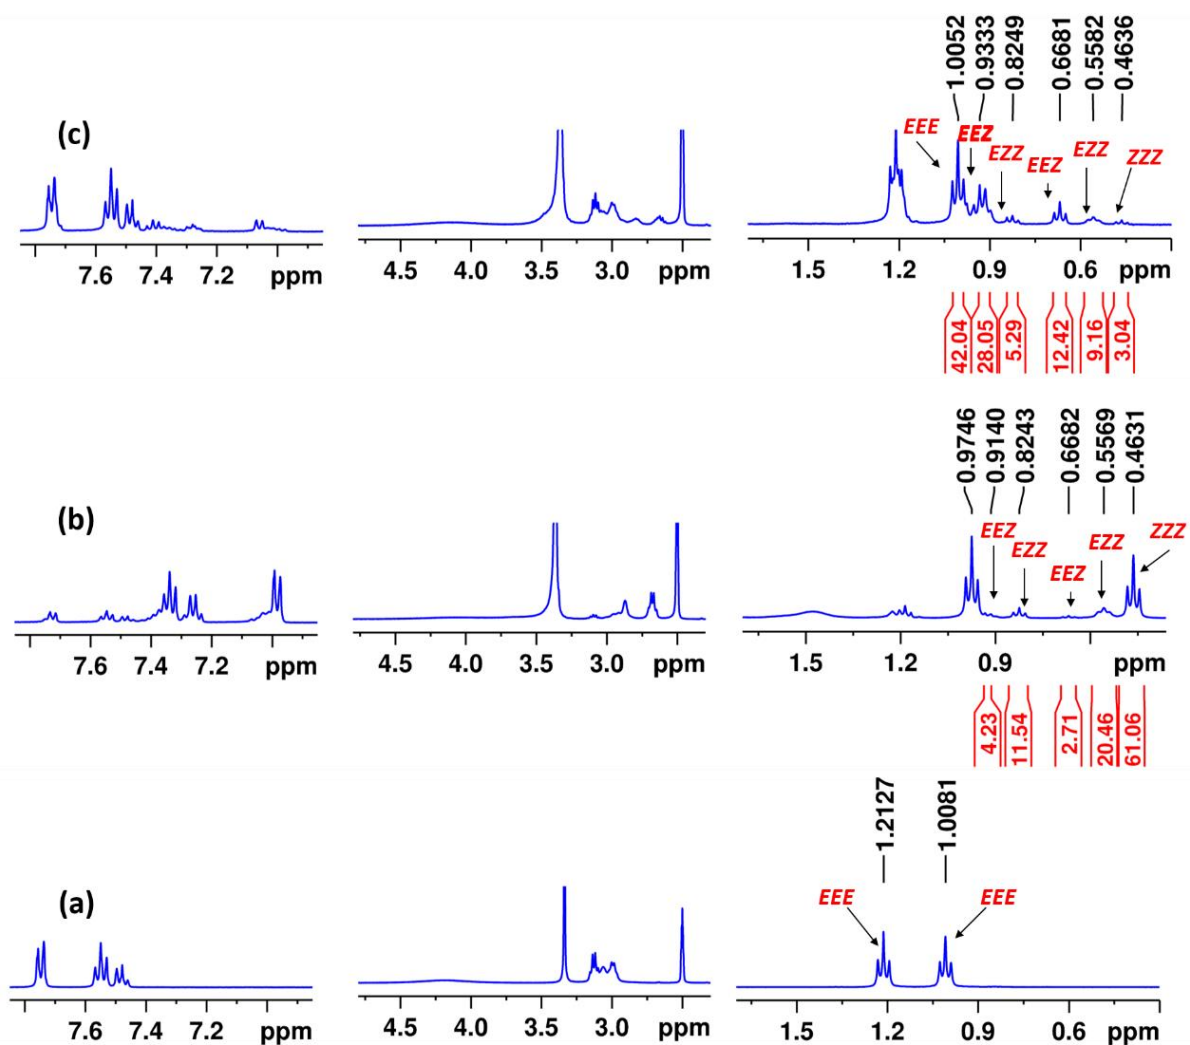 1.0052
0.9333
0.8249
0.6681
0.5582
0.4636
(c)
EEE
EEZ
EZZ
EEZ
EZZ
ZZZ
7.6 7.4 7.2 ppm
4.5 4.0 3.5 3.0 ppm
1.5 1.2 0.9 0.6 ppm
42.04
28.05
5.29
12.42
9.16
3.04
0.9746
0.9140
0.8243
0.6682
0.5569
0.4631
(b)
EEZ
EZZ
EEZ
EZZ
ZZZ
7.6 7.4 7.2 ppm
4.5 4.0 3.5 3.0 ppm
1.5 1.2 0.9 ppm
4.23
11.54
2.71
20.46
61.06
1.2127
1.0081
(a)
EEE
EEE
7.6 7.4 7.2 ppm
4.5 4.0 3.5 3.0 ppm
1.5 1.2 0.9 0.6 ppm